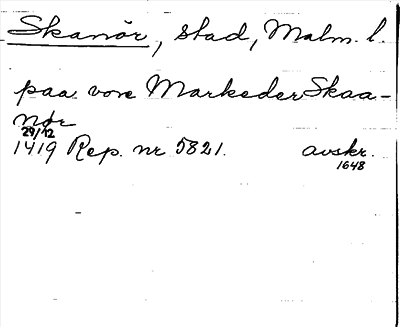 Skanör, stad, Malm. l.
paa vore Markeder Skaa-
nør
29/12
1419 Rep. nr 5821. avskr.
1648